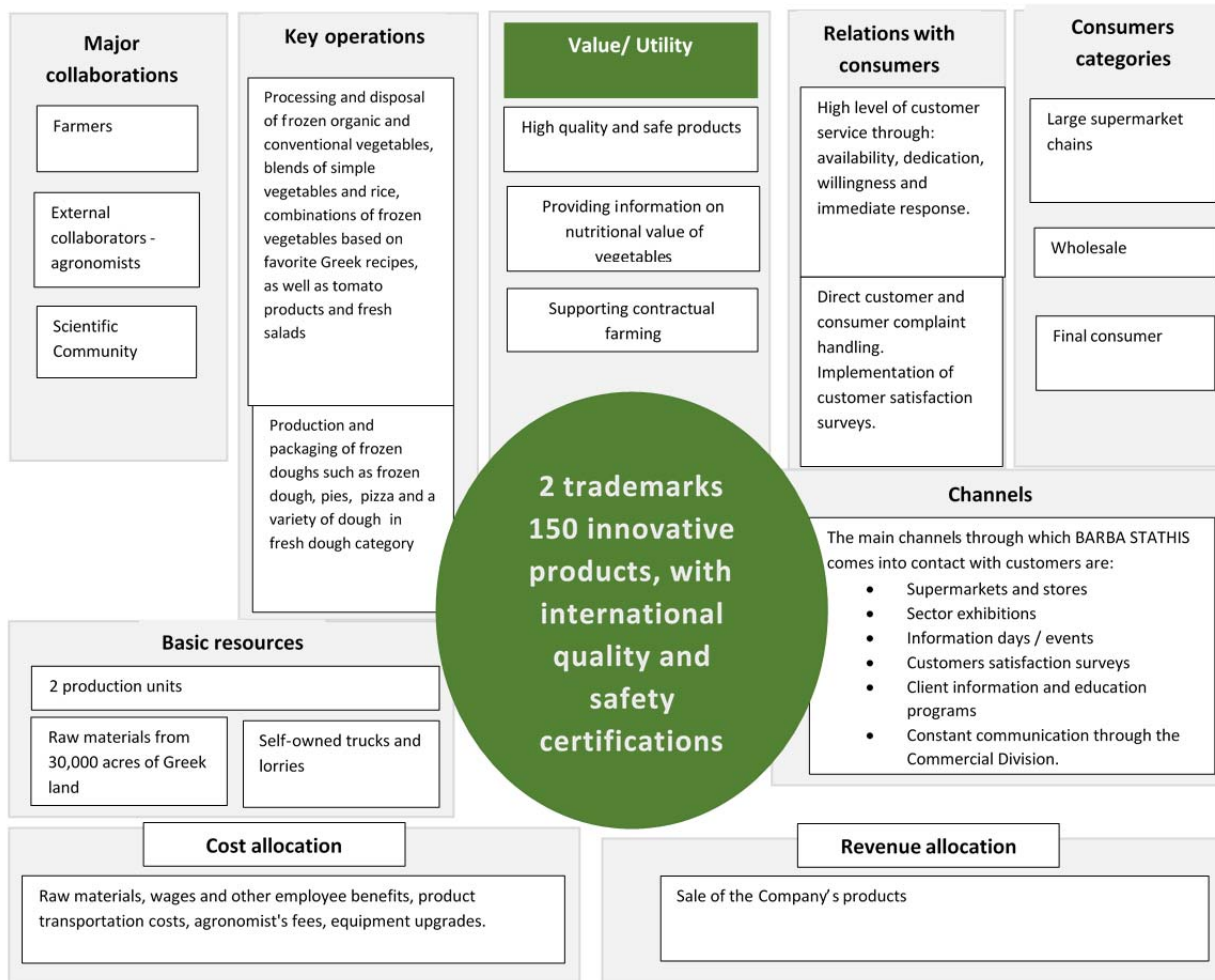 Major
collaborations
Farmers
External
collaborators -
agronomists
Scientific
Community
Key operations
Processing and disposal
of frozen organic and
conventional vegetables,
blends of simple
vegetables and rice,
combinations of frozen
vegetables based on
favorite Greek recipes,
as well as tomato
products and fresh
salads
Production and
packaging of frozen
doughs such as frozen
dough, pies, pizza and a
variety of dough in
fresh dough category
Value/ Utility
High quality and safe products
Providing information on
nutritional value of
vegetables
Supporting contractual
farming
Relations with
consumers
High level of customer
service through:
availability, dedication,
willingness and
immediate response.
Direct customer and
consumer complaint
handling.
Implementation of
customer satisfaction
surveys.
Consumers
categories
Large supermarket
chains
Wholesale
Final consumer
2 trademarks
150 innovative
products, with
international
quality and
safety
certifications
Channels
The main channels through which BARBA STATHIS
comes into contact with customers are:
• Supermarkets and stores
• Sector exhibitions
• Information days / events
• Customers satisfaction surveys
• Client information and education
programs
• Constant communication through the
Commercial Division.
Basic resources
2 production units
Raw materials from
30,000 acres of Greek
land
Self-owned trucks and
lorries
Cost allocation
Raw materials, wages and other employee benefits, product
transportation costs, agronomist's fees, equipment upgrades.
Revenue allocation
Sale of the Company's products